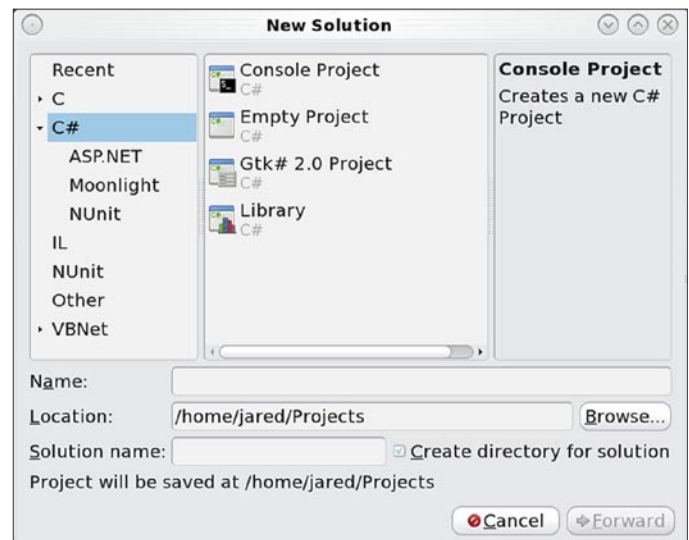 New Solution
Recent
C
C#
ASP.NET
Moonlight
NUnit
IL
NUnit
Other
VBNet
Console Project
C#
Empty Project
C#
Gtk# 2.0 Project
C#
Library
C#
Console Project
Creates a new C#
Project
Name:
Location: /home/jared/Projects Browse...
Solution name: Create directory for solution
Project will be saved at /home/jared/Projects
Cancel Forward